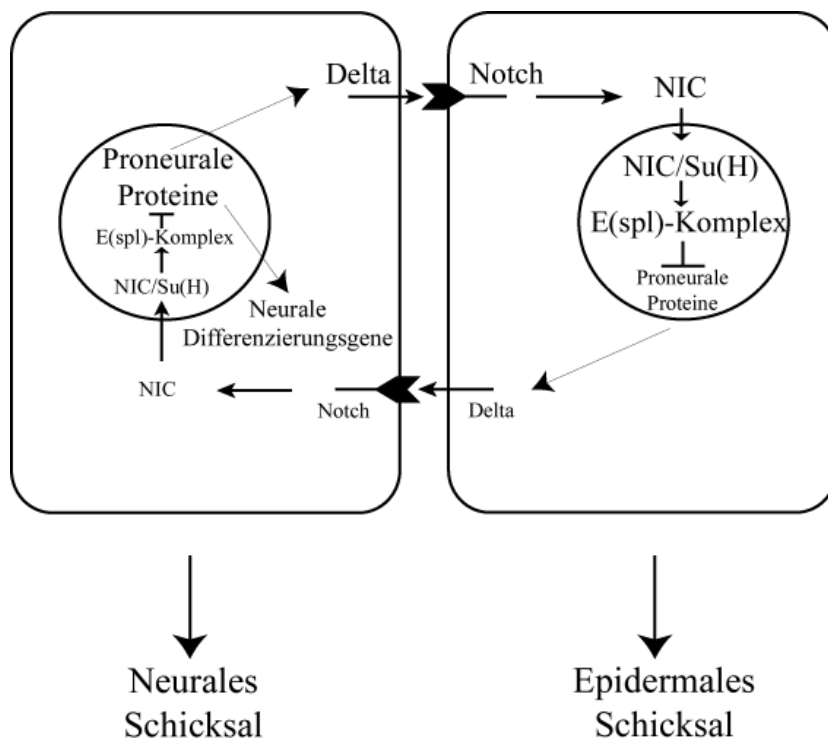 Delta
Notch
NIC
Proneurale
Proteine
E(spl)-Komplex
NIC/Su(H)
Neurale
Differenzierungsgene
NIC
Notch
NIC/Su(H)
E(spl)-Komplex
Proneurale
Proteine
Delta
Neurales
Schicksal
Epidermales
Schicksal